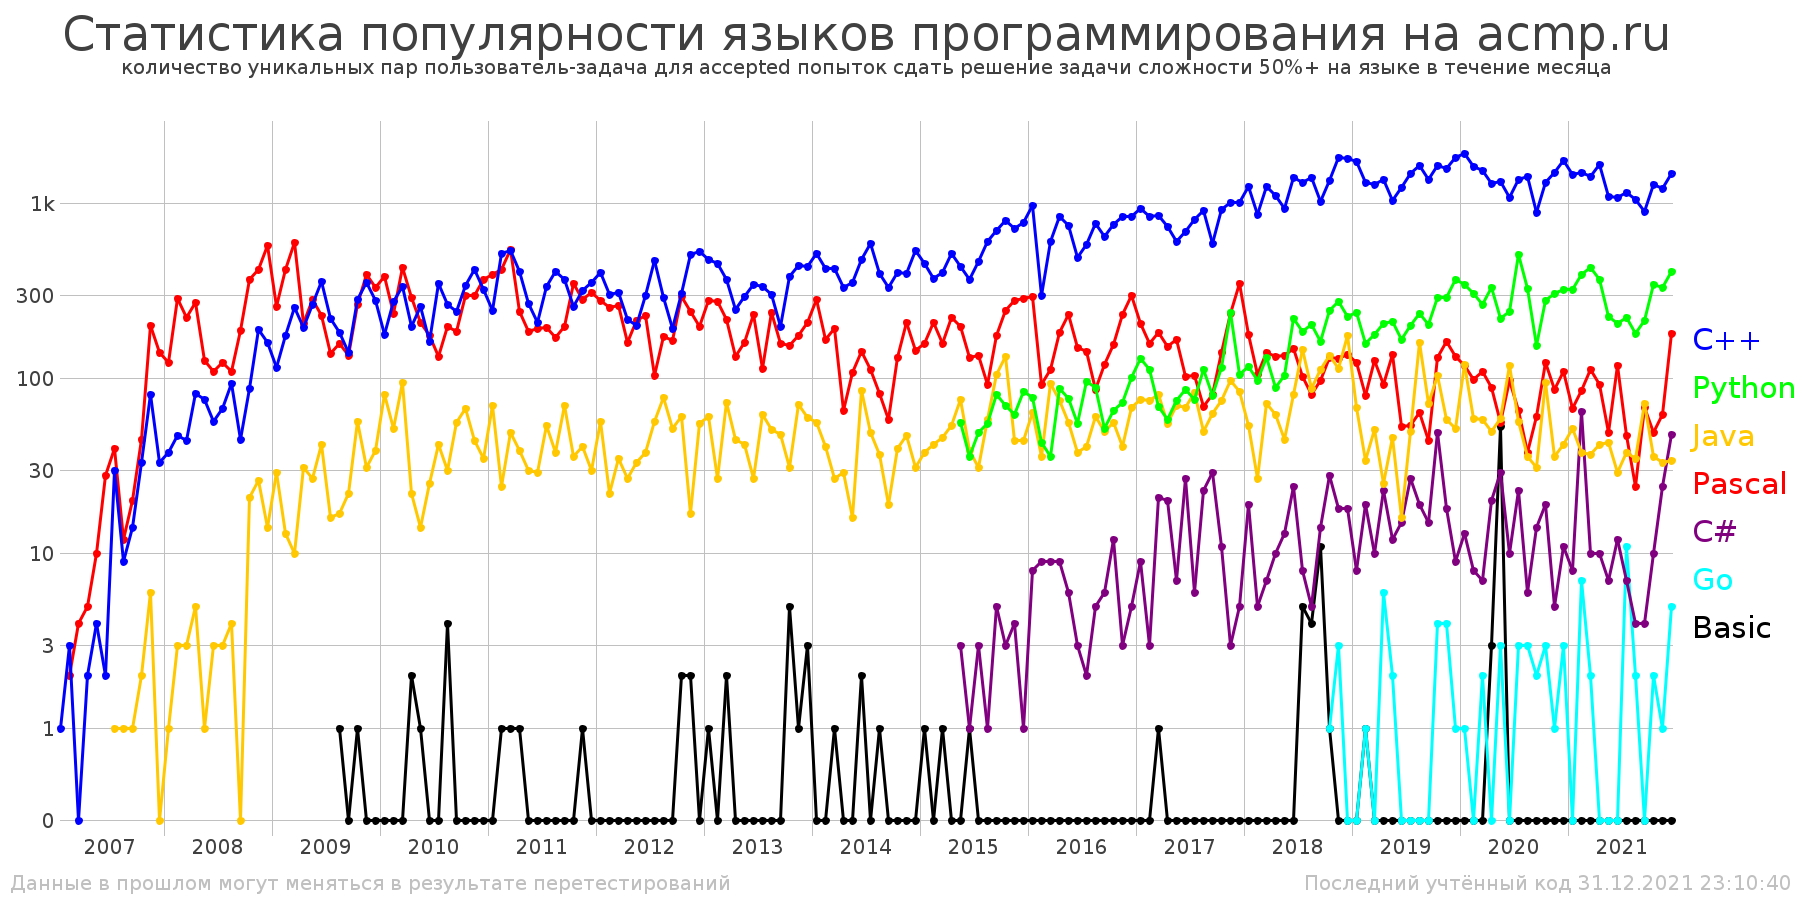 Статистика популярности языков программирования на acmp.ru
количество уникальных пар пользователь-задача для accepted попыток сдать решение задачи сложности 50%+ на языке в течение месяца
1k
300
100
30
10
3
1
0
C++
Python
Java
Pascal
C#
Go
Basic
2007 2008 2009 2010 2011 2012 2013 2014 2015 2016 2017 2018 2019 2020 2021
Данные в прошлом могут меняться в результате перетестирований
Последний учтённый код 31.12.2021 23:10:40